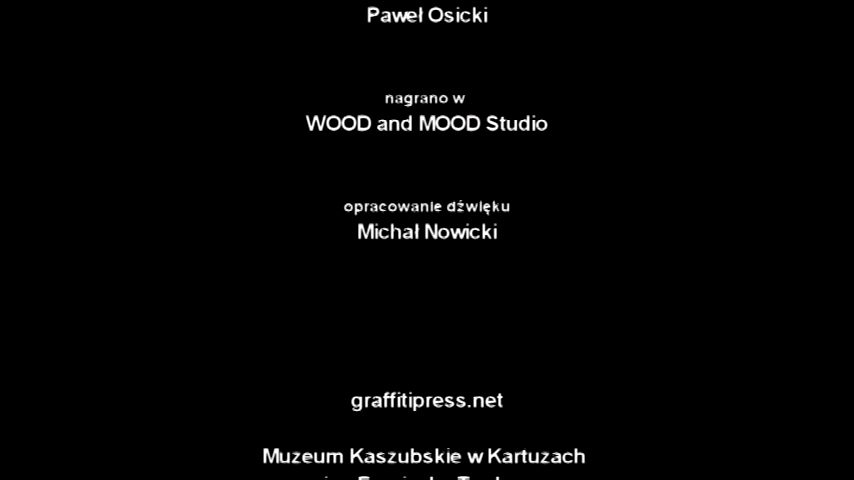 Paweł Osicki
nagrano w
WOOD and MOOD Studio
opracowanie dźwięku
Michał Nowicki
graffitipress.net
Muzeum Kaszubskie w Kartuzach